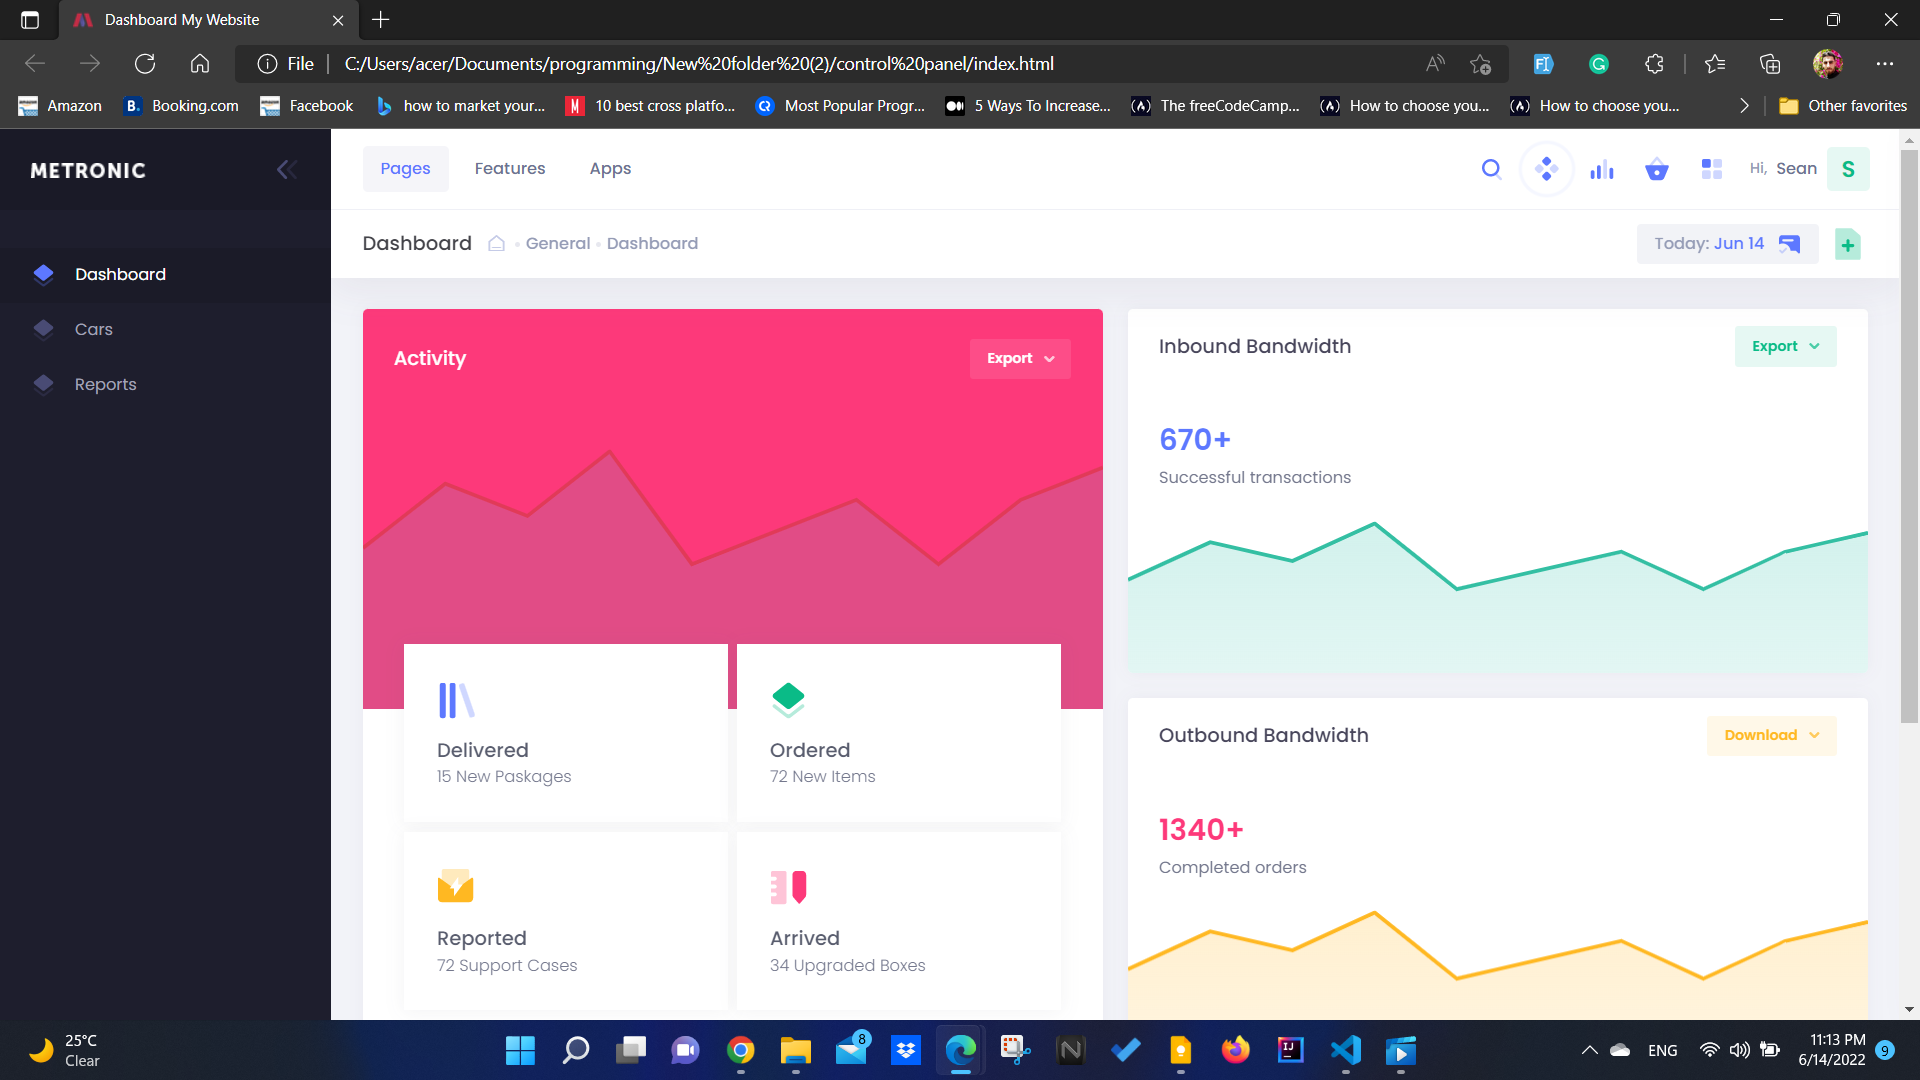 Dashboard My Website
File
C:/Users/acer/Documents/programming/New%20folder%20(2)/control%20panel/index.html
Amazon
B. Booking.com
Facebook
how to market your...
M 10 best cross platfo...
Most Popular Progr...
5 Ways To Increase...
The freeCodeCamp...
How to choose you...
How to choose you...
Other favorites
METRONIC
Pages Features Apps
Hi, Sean S
Dashboard General Dashboard
Today: Jun 14
Dashboard
Cars
Reports
Activity
Export
Delivered
15 New Paskages
Ordered
72 New Items
Reported
72 Support Cases
Arrived
34 Upgraded Boxes
Inbound Bandwidth
Export
670+
Successful transactions
Outbound Bandwidth
Download
1340+
Completed orders
25°C
Clear
8
N
IJ
ENG
11:13 PM
6/14/2022
9